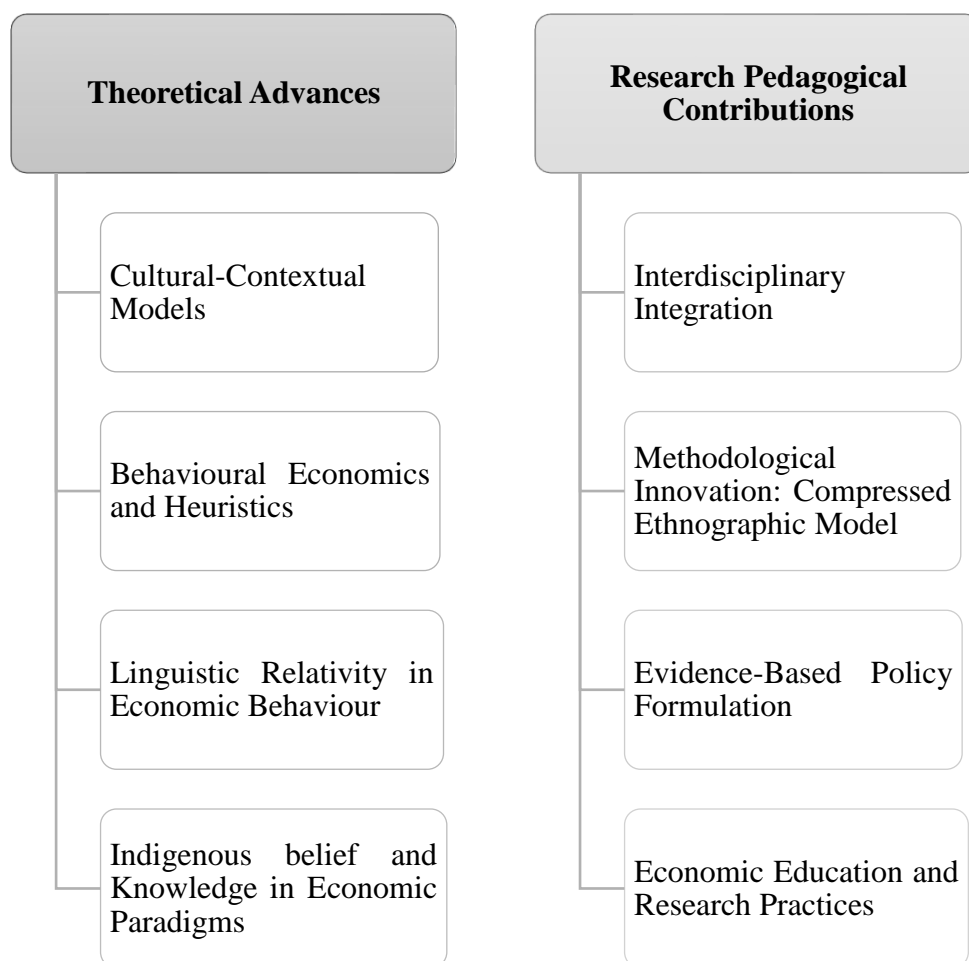 Theoretical Advances
Cultural-Contextual
Models
Behavioural Economics
and Heuristics
Linguistic Relativity in
Economic Behaviour
Indigenous belief and
Knowledge in Economic
Paradigms
Research Pedagogical
Contributions
Interdisciplinary
Integration
Methodological
Innovation: Compressed
Ethnographic Model
Evidence-Based Policy
Formulation
Economic Education and
Research Practices